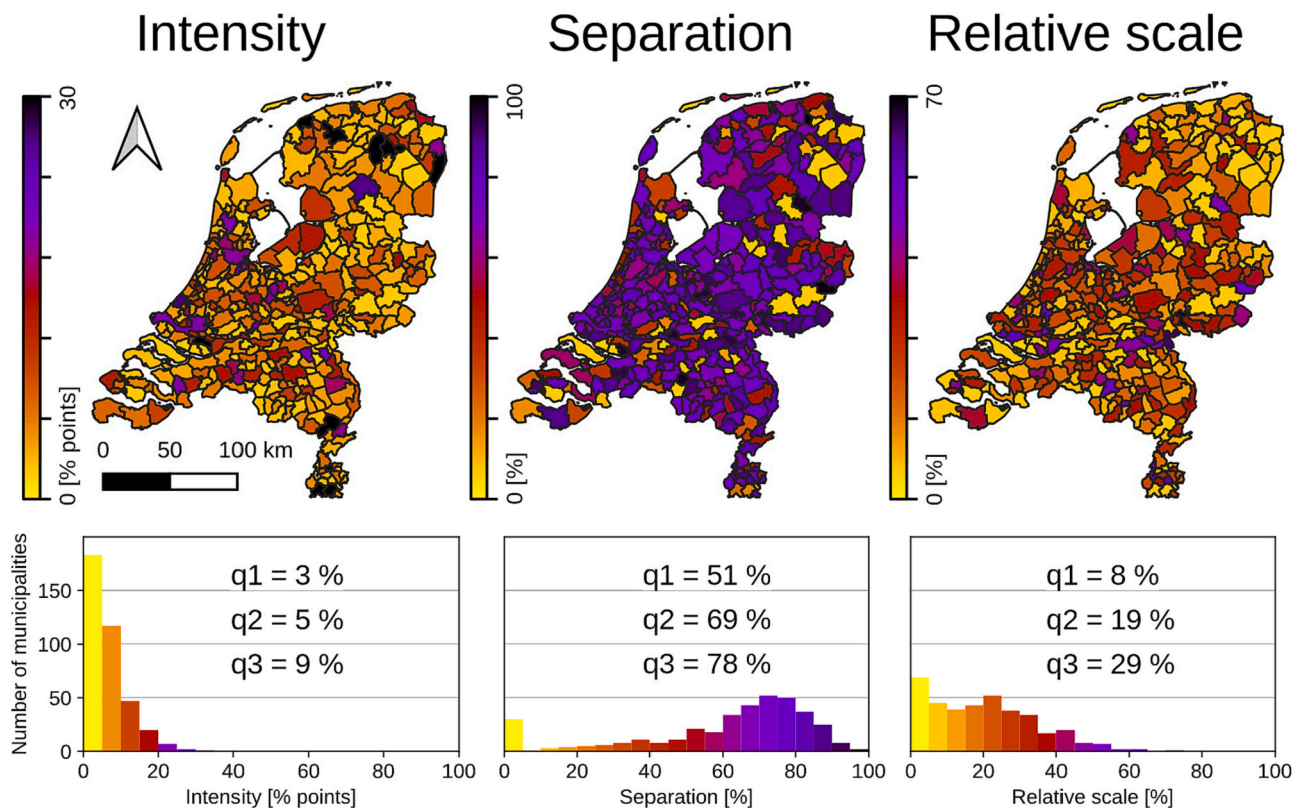 Intensity Separation Relative scale
30 100 70
0 [% points] 0 [%] 0 [%]
0 50 100 km
Number of municipalities
150
100
50
0
q1 = 3 %
q2 = 5 %
q3 = 9 %
0 20 40 60 80 100
Intensity [% points]
q1 = 51 %
q2 = 69 %
q3 = 78 %
0 20 40 60 80 100
Separation [%]
q1 = 8 %
q2 = 19 %
q3 = 29 %
0 20 40 60 80 100
Relative scale [%]